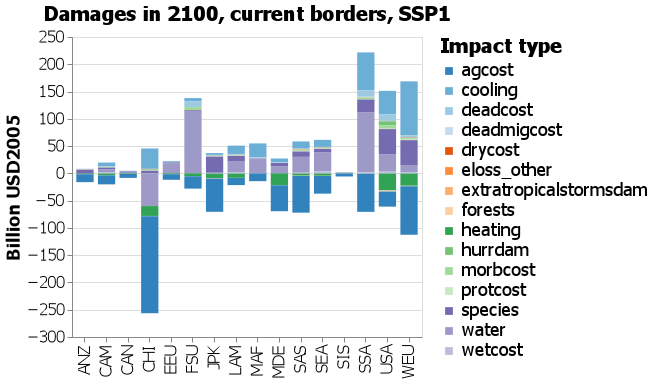 Damages in 2100, current borders, SSP1
Billion USD2005
250
200
150
100
50
0
−50
−100
−150
−200
−250
−300
ANZ
CAM
CAN
CHI
EEU
FSU
JPK
LAM
MAF
MDE
SAS
SEA
SIS
SSA
USA
WEU
Impact type
agcost
cooling
deadcost
deadmigcost
drycost
eloss_other
extratropicalstormsdam
forests
heating
hurrdam
morbcost
protcost
species
water
wetcost